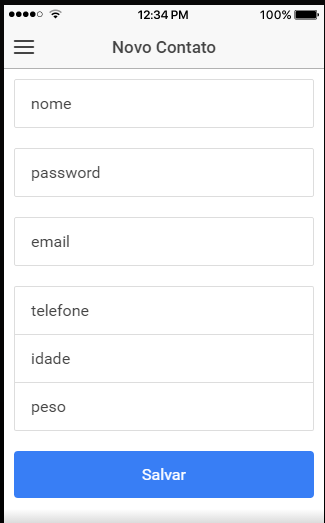 12:34 PM 100%
Novo Contato
nome
password
email
telefone
idade
peso
Salvar